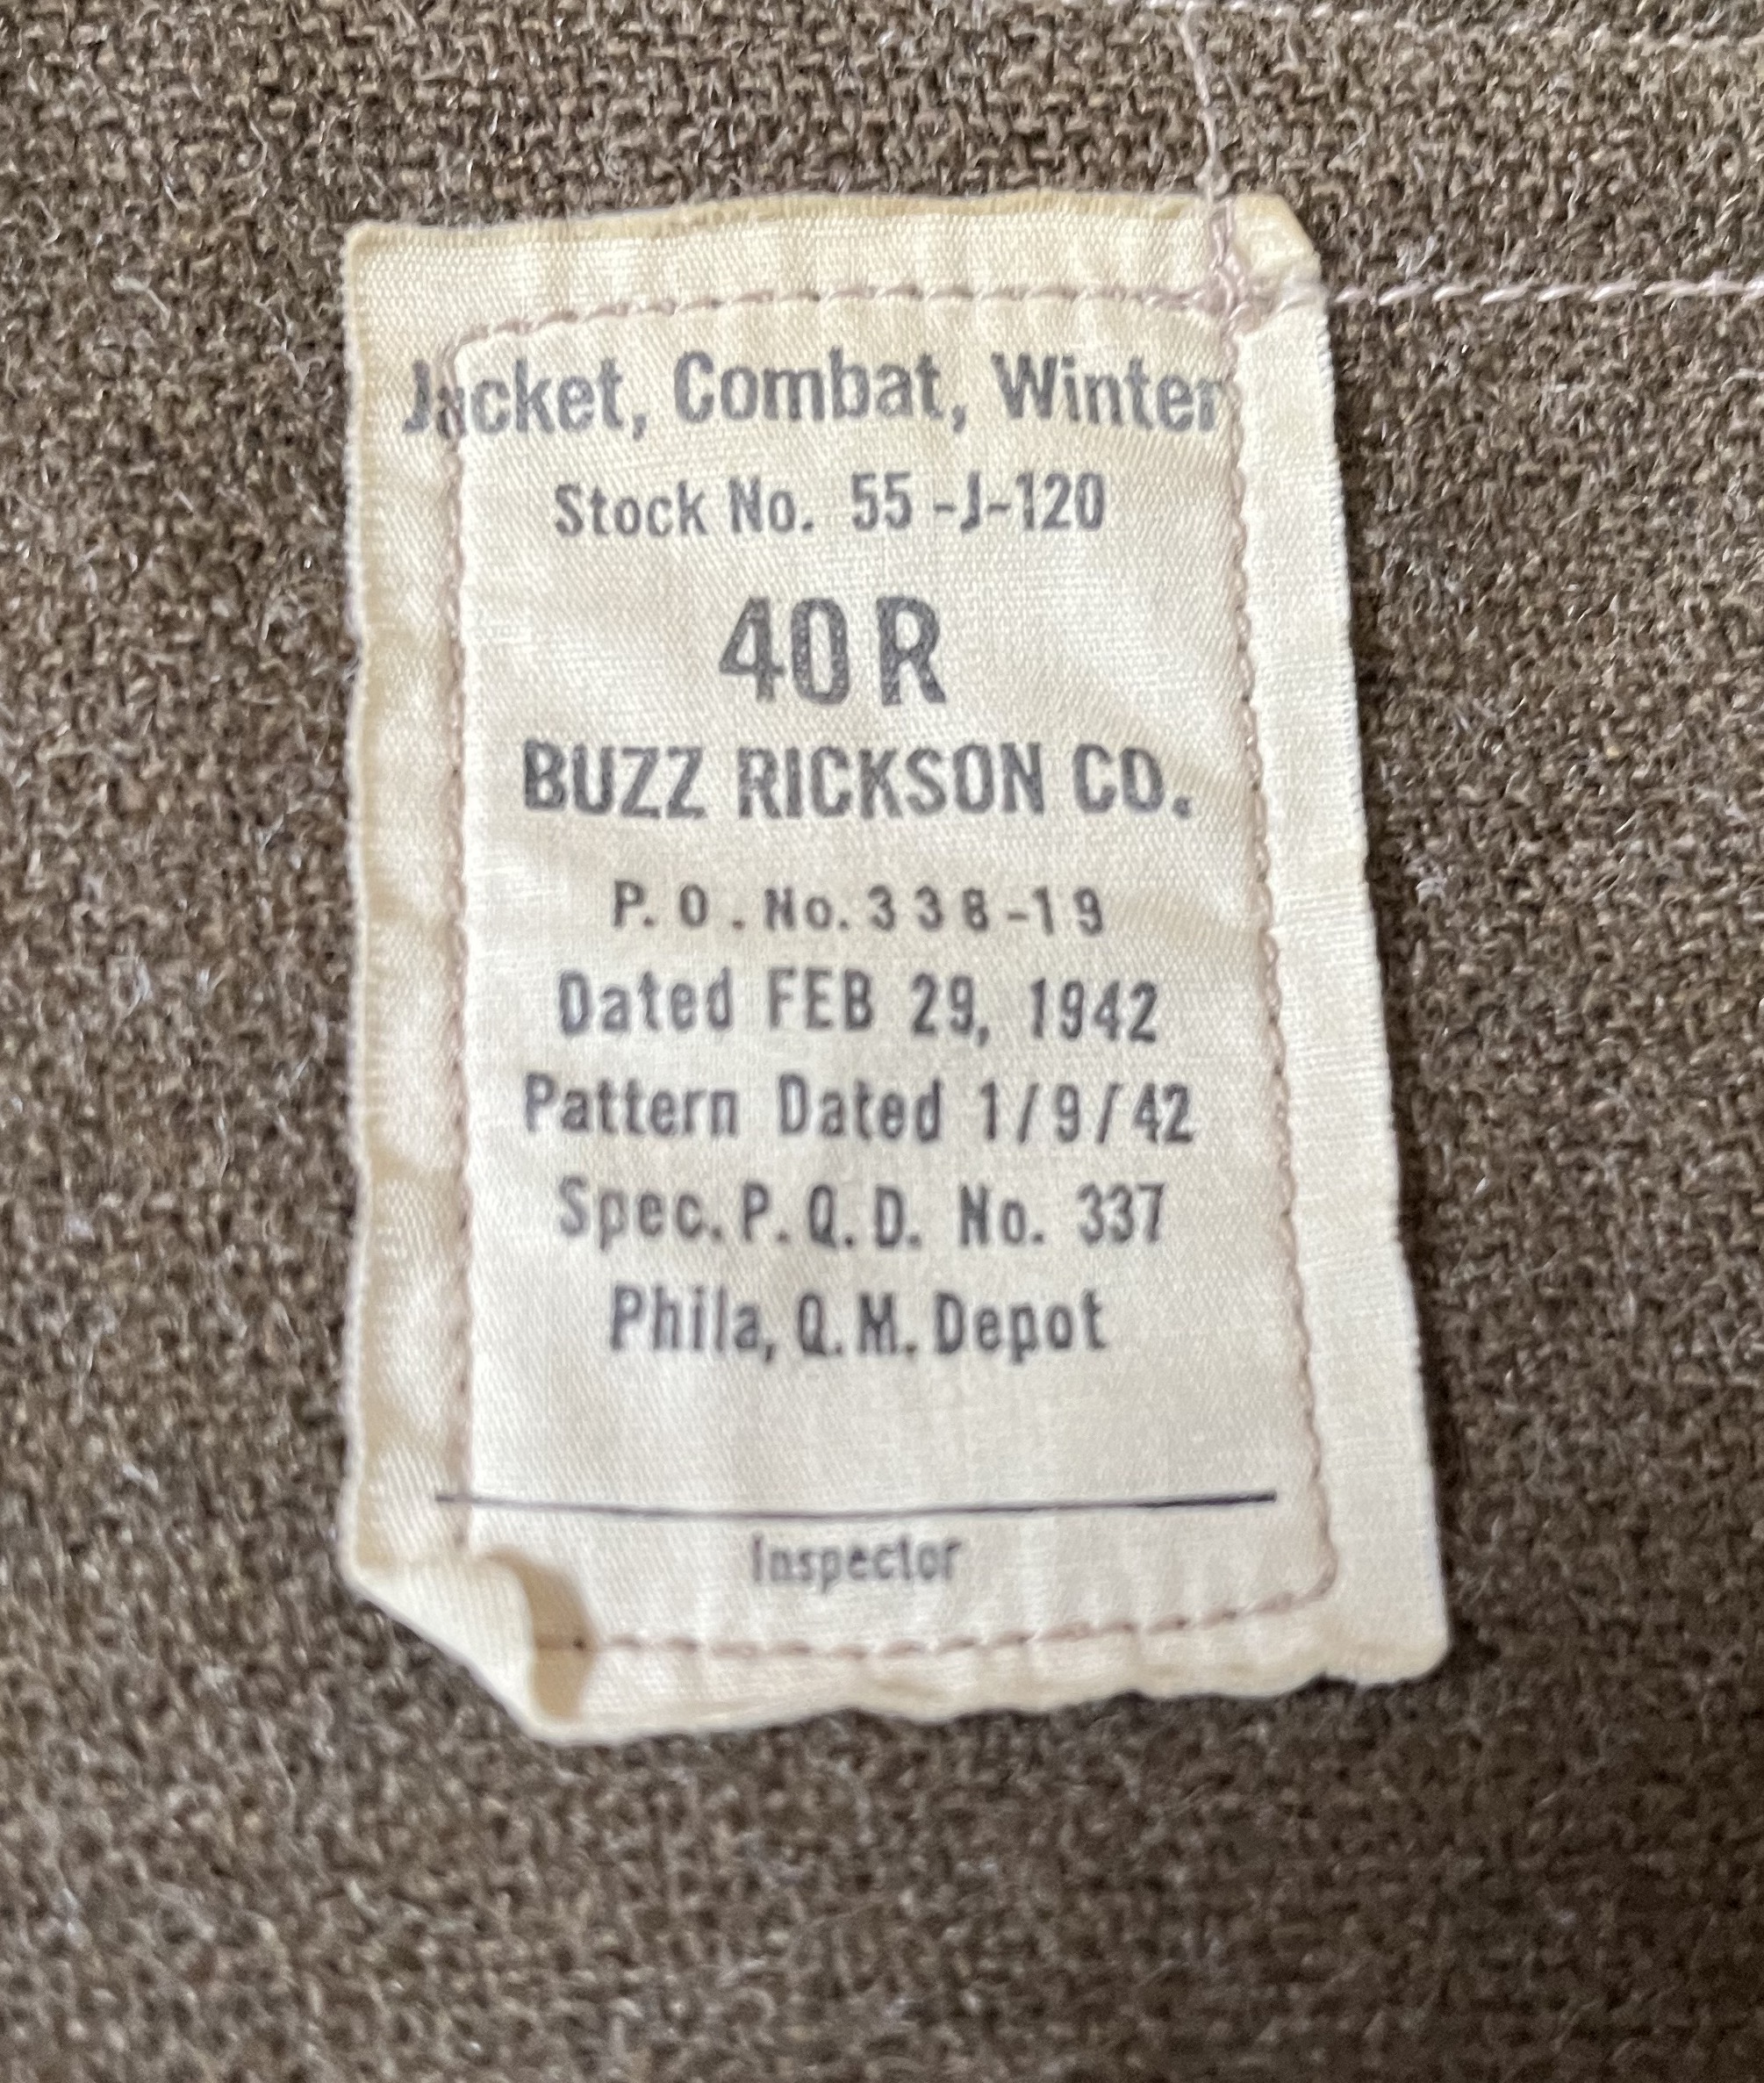 Jacket, Combat, Winter
Stock No. 55-J-120
40R
BUZZ RICKSON CO.
P.O. No. 338-19
Dated FEB 29, 1942
Pattern Dated 1/9/42
Spec. P.Q.D. No. 337
Phila, Q.M. Depot
Inspector